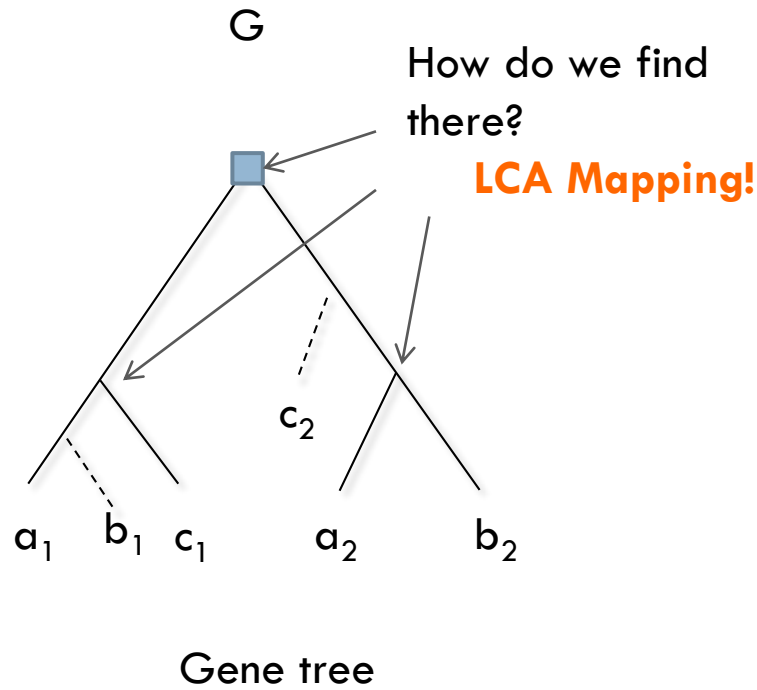 G
How do we find
there?
LCA Mapping!
c₂
a₁ b₁ c₁ a₂ b₂
Gene tree